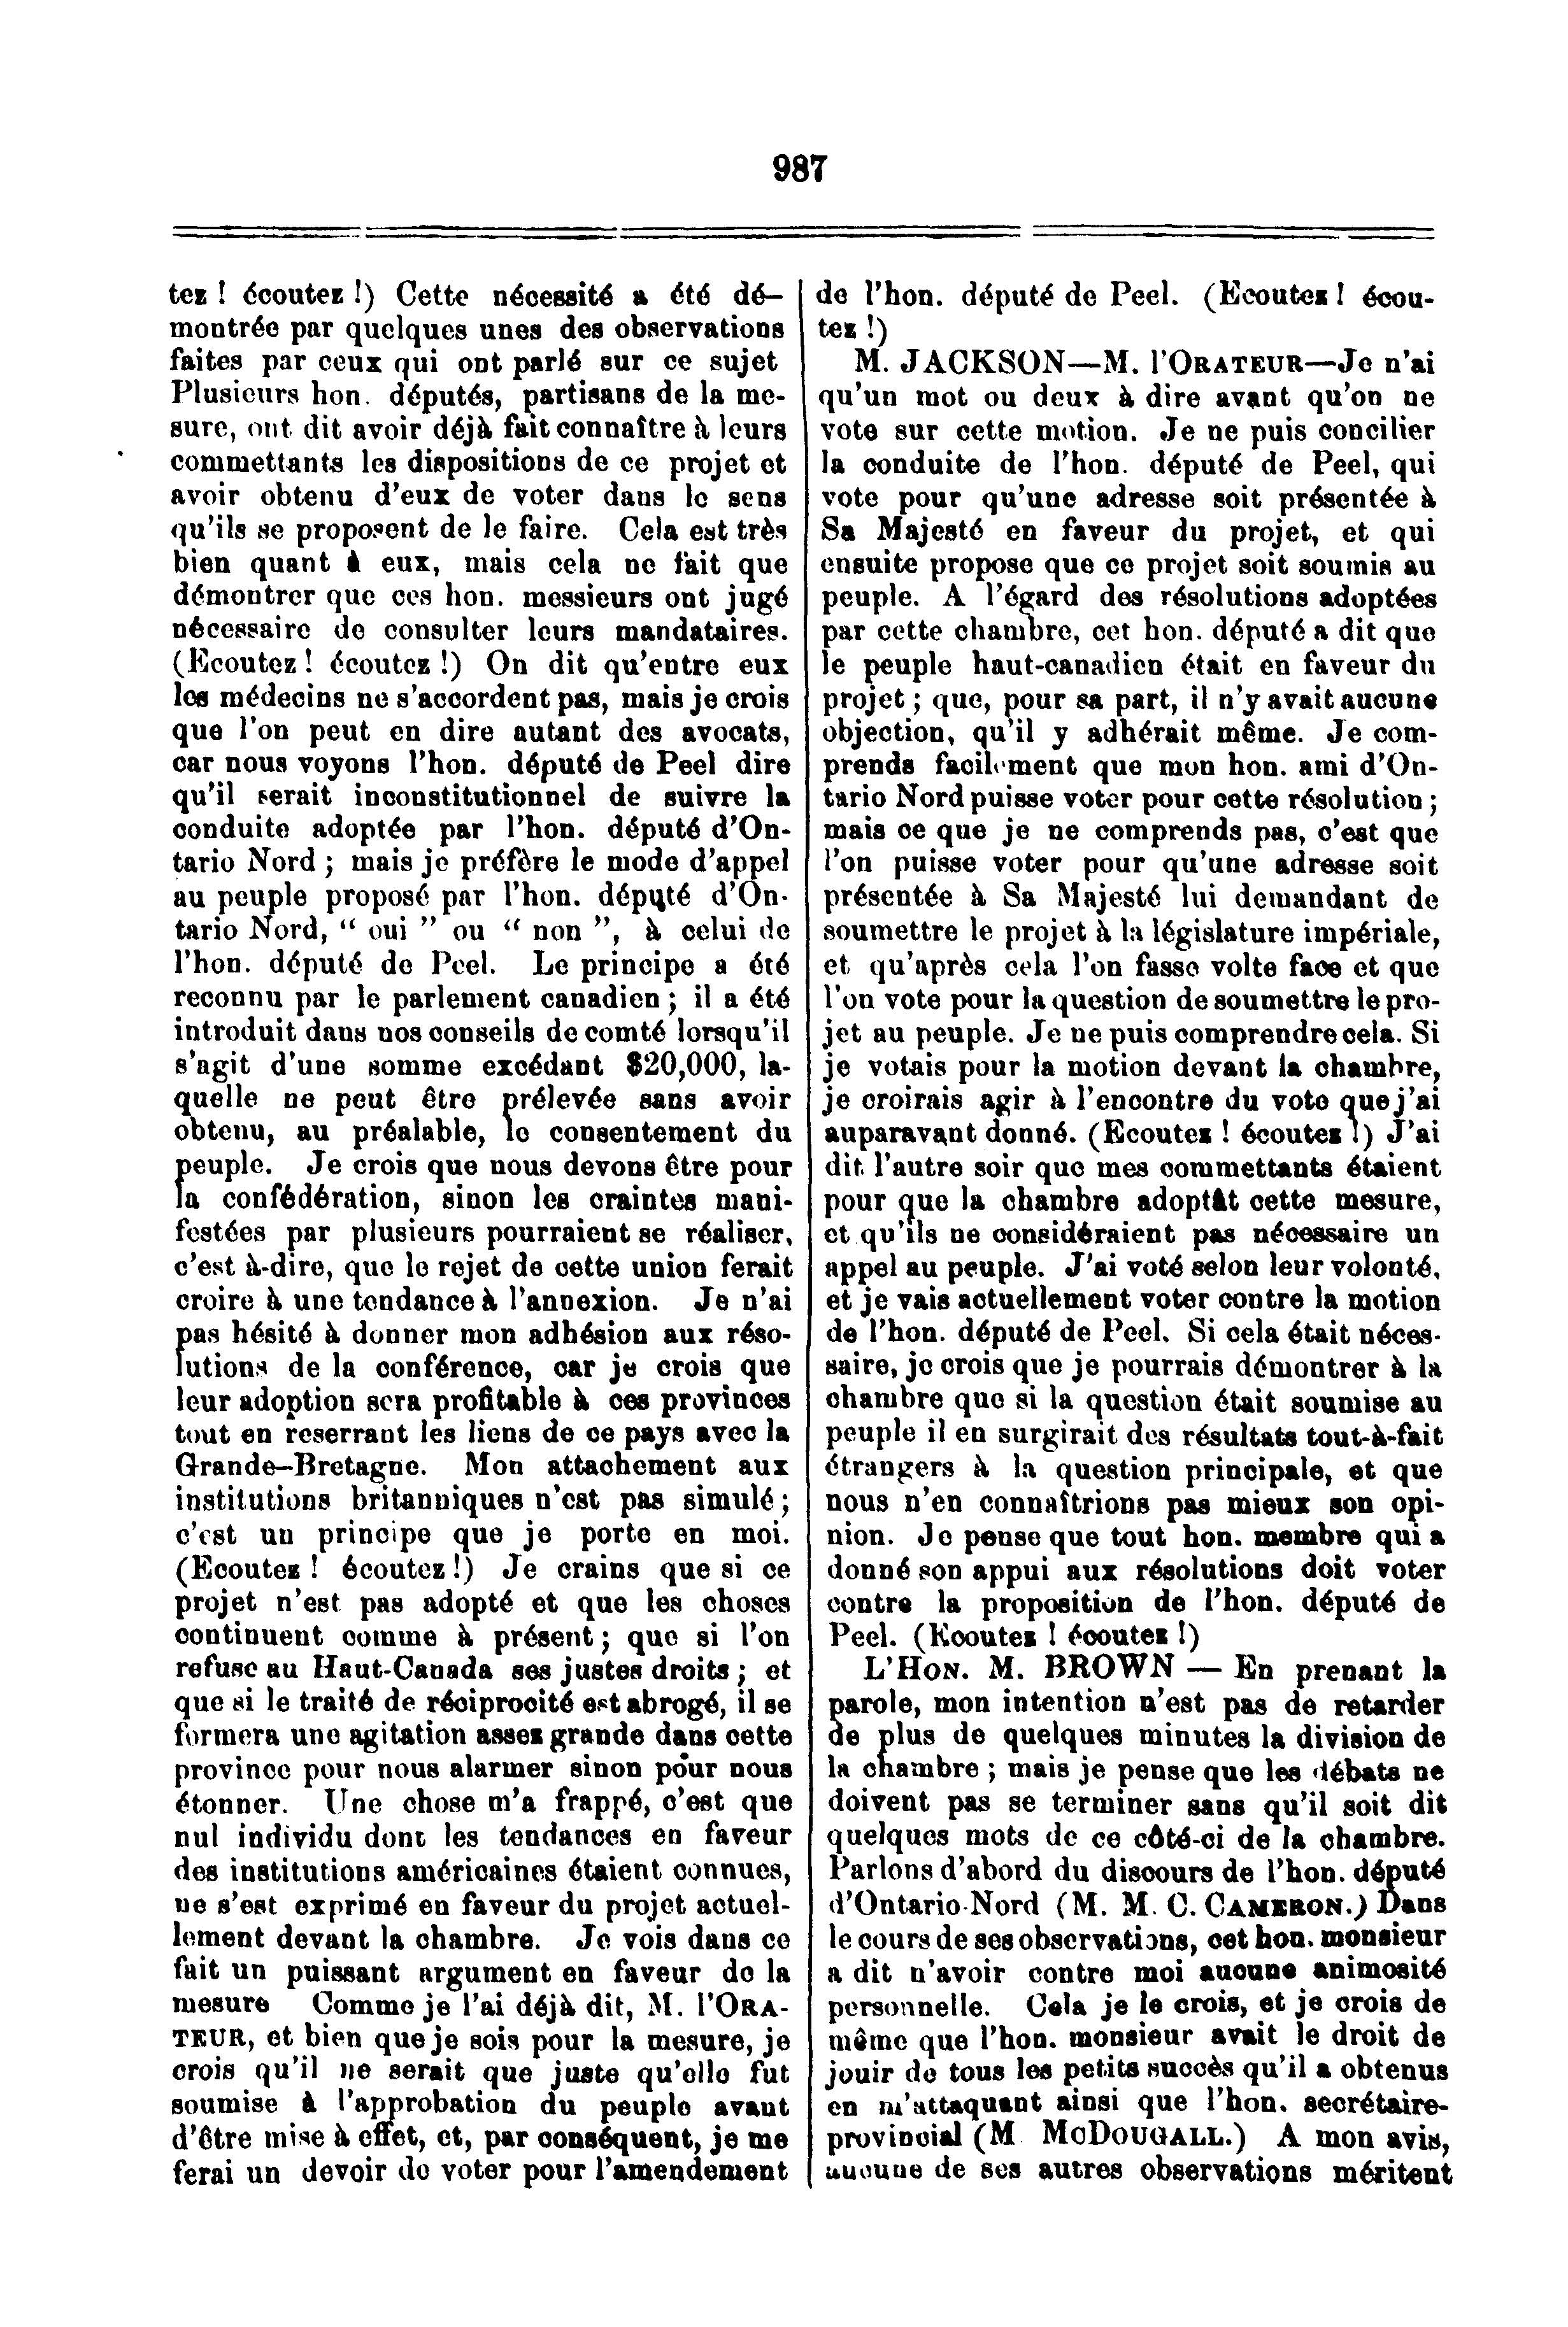 987
tez ! écoutez !) Cette nécessité a été dé-
montrée par quelques unes des observations
faites par ceux qui ont parlé sur ce sujet
Plusieurs hon. députés, partisans de la me-
sure, ont dit avoir déjà fait connaître à leurs
commettants les dispositions de ce projet et
avoir obtenu d'eux de voter dans le sens
qu'ils se proposent de le faire. Cela est très
bien quant à eux, mais cela ne fait que
démontrer que ces hon. messieurs ont jugé
nécessaire de consulter leurs mandataires.
(Ecoutez ! écoutez !) On dit qu'entre eux
les médecins ne s'accordent pas, mais je crois
que l'on peut en dire autant des avocats,
car nous voyons l'hon. député de Peel dire
qu'il serait inconstitutionnel de suivre la
conduite adoptée par l'hon. député d'On-
tario Nord ; mais je préfère le mode d'appel
au peuple proposé par l'hon. député d'On-
tario Nord, “ oui ” ou “ non ”, à celui de
l'hon. député de Peel. Le principe a été
reconnu par le parlement canadien ; il a été
introduit dans nos conseils de comté lorsqu'il
s'agit d'une somme excédant $20,000, la-
quelle ne peut être prélevée sans avoir
obtenu, au préalable, le consentement du
peuple. Je crois que nous devons être pour
la confédération, sinon les craintes mani-
festées par plusieurs pourraient se réaliser,
c'est à-dire, que le rejet de cette union ferait
croire à une tendance à l'annexion. Je n'ai
pas hésité à donner mon adhésion aux réso-
lutions de la conférence, car je crois que
leur adoption sera profitable à ces provinces
tout en reserrant les liens de ce pays avec la
Grande-Bretagne. Mon attachement aux
institutions britanniques n'est pas simulé ;
c'est un principe que je porte en moi.
(Ecoutez ! écoutez !) Je crains que si ce
projet n'est pas adopté et que les choses
continuent comme à présent ; que si l'on
refuse au Haut-Canada ses justes droits ; et
que si le traité de réciprocité est abrogé, il se
formera une agitation assez grande dans cette
province pour nous alarmer sinon pour nous
étonner. Une chose m'a frappé, c'est que
nul individu dont les tendances en faveur
des institutions américaines étaient connues,
ne s'est exprimé en faveur du projet actuel-
lement devant la chambre. Je vois dans ce
fait un puissant argument en faveur de la
mesure Comme je l'ai déjà dit, M. l'ORA-
TEUR, et bien que je sois pour la mesure, je
crois qu'il ne serait que juste qu'elle fut
soumise à l'approbation du peuple avant
d'être mise à effet, et, par conséquent, je me
ferai un devoir de voter pour l'amendement
de l'hon. député de Peel. (Ecoutez ! écou-
tez !)
M. JACKSON—M. l'ORATEUR—Je n'ai
qu'un mot ou deux à dire avant qu'on ne
vote sur cette motion. Je ne puis concilier
la conduite de l'hon. député de Peel, qui
vote pour qu'une adresse soit présentée à
Sa Majesté en faveur du projet, et qui
ensuite propose que ce projet soit soumis au
peuple. A l'égard des résolutions adoptées
par cette chambre, cet hon. député a dit que
le peuple haut-canadien était en faveur du
projet ; que, pour sa part, il n'y avait aucune
objection, qu'il y adhérait même. Je com-
prends facilement que mon hon. ami d'On-
tario Nord puisse voter pour cette résolution ;
mais ce que je ne comprends pas, c'est que
l'on puisse voter pour qu'une adresse soit
présentée à Sa Majesté lui demandant de
soumettre le projet à la législature impériale,
et qu'après cela l'on fasse volte face et que
l'on vote pour la question de soumettre le pro-
jet au peuple. Je ne puis comprendre cela. Si
je votais pour la motion devant la chambre,
je croirais agir à l'encontre du vote que j'ai
auparavant donné. (Ecoutez ! écoutez !) J'ai
dit l'autre soir que mes commettants étaient
pour que la chambre adoptât cette mesure,
et qu'ils ne considéraient pas nécessaire un
appel au peuple. J'ai voté selon leur volonté,
et je vais actuellement voter contre la motion
de l'hon. député de Peel. Si cela était néces-
saire, je crois que je pourrais démontrer à la
chambre que si la question était soumise au
peuple il en surgirait des résultats tout-à-fait
étrangers à la question principale, et que
nous n'en connaîtrions pas mieux son opi-
nion. Je pense que tout hon. membre qui a
donné son appui aux résolutions doit voter
contre la proposition de l'hon. député de
Peel. (Ecoutez ! écoutez !)
L'HON. M. BROWN — En prenant la
parole, mon intention n'est pas de retarder
de plus de quelques minutes la division de
la chambre ; mais je pense que les débats ne
doivent pas se terminer sans qu'il soit dit
quelques mots de ce côté-ci de la chambre.
Parlons d'abord du discours de l'hon. député
d'Ontario-Nord (M. M. C. CAMERON.) Dans
le cours de ses observations, cet hon. monsieur
a dit n'avoir contre moi aucune animosité
personnelle. Cela je le crois, et je crois de
même que l'hon. monsieur avait le droit de
jouir de tous les petits succès qu'il a obtenus
en m'attaquant ainsi que l'hon. secrétaire-
provincial (M McDOUGALL.) A mon avis,
aucune de ses autres observations méritent